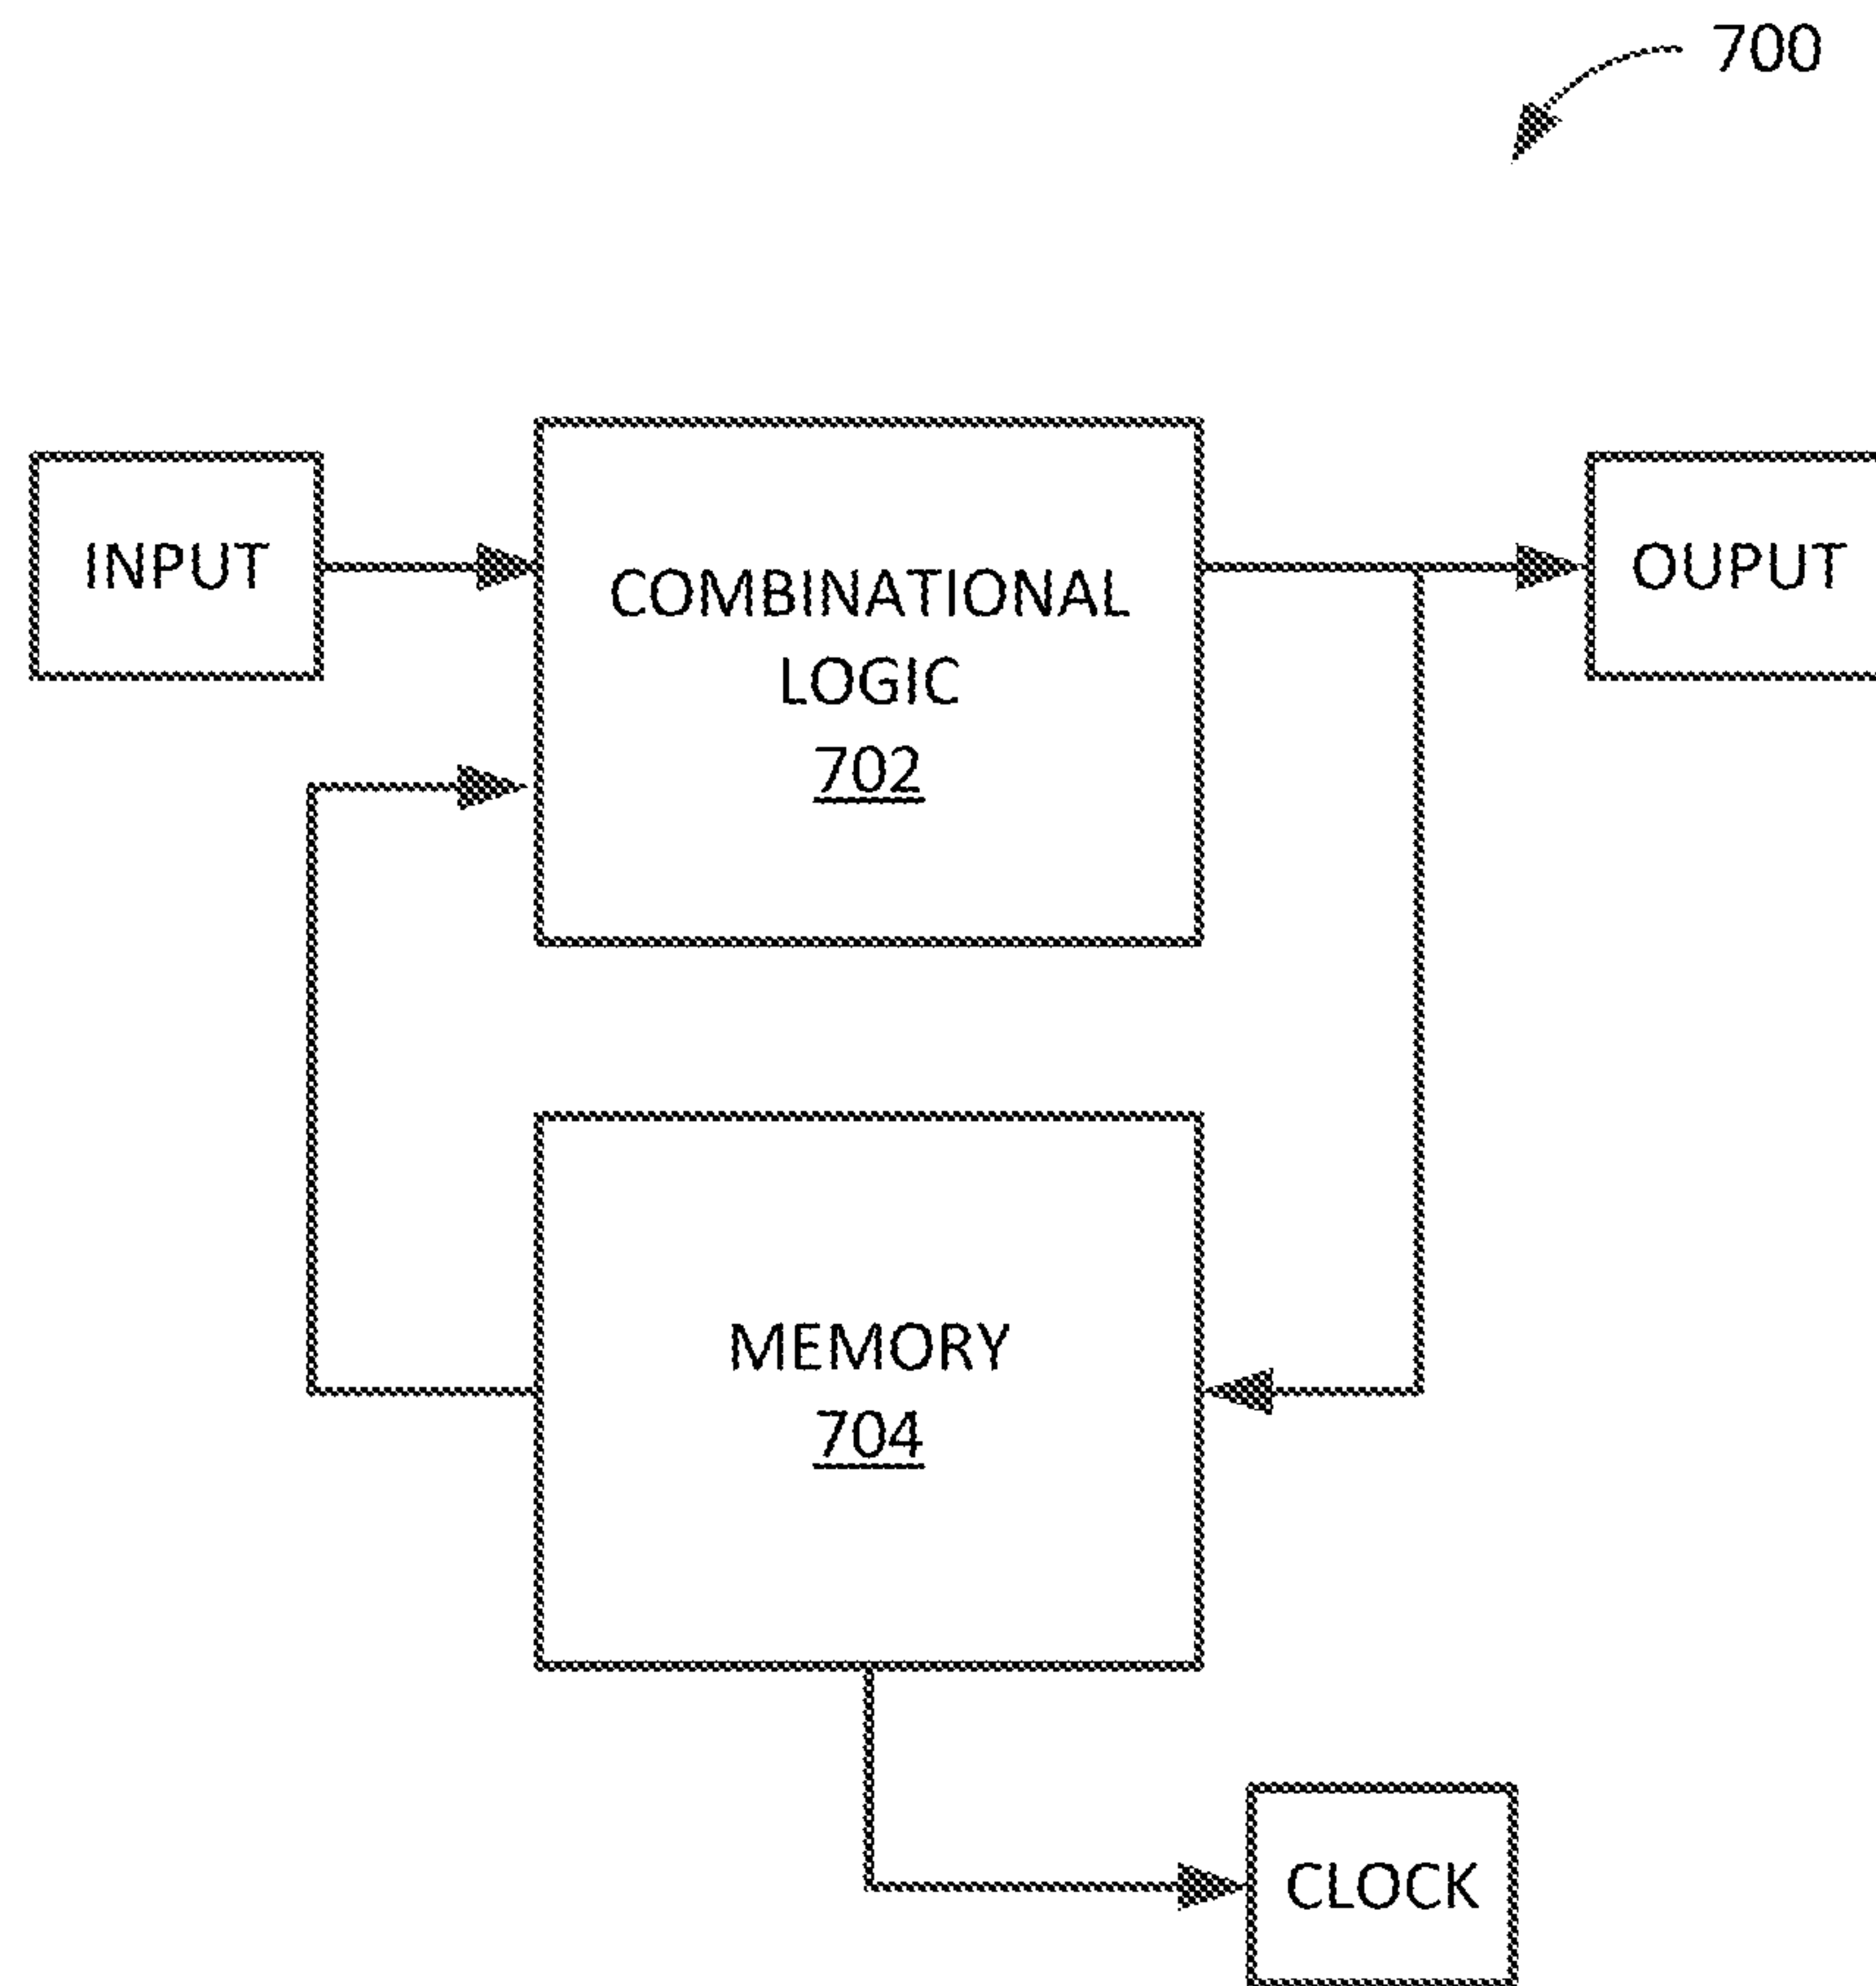 700
INPUT
COMBINATIONAL
LOGIC
702
OUPUT
MEMORY
704
CLOCK